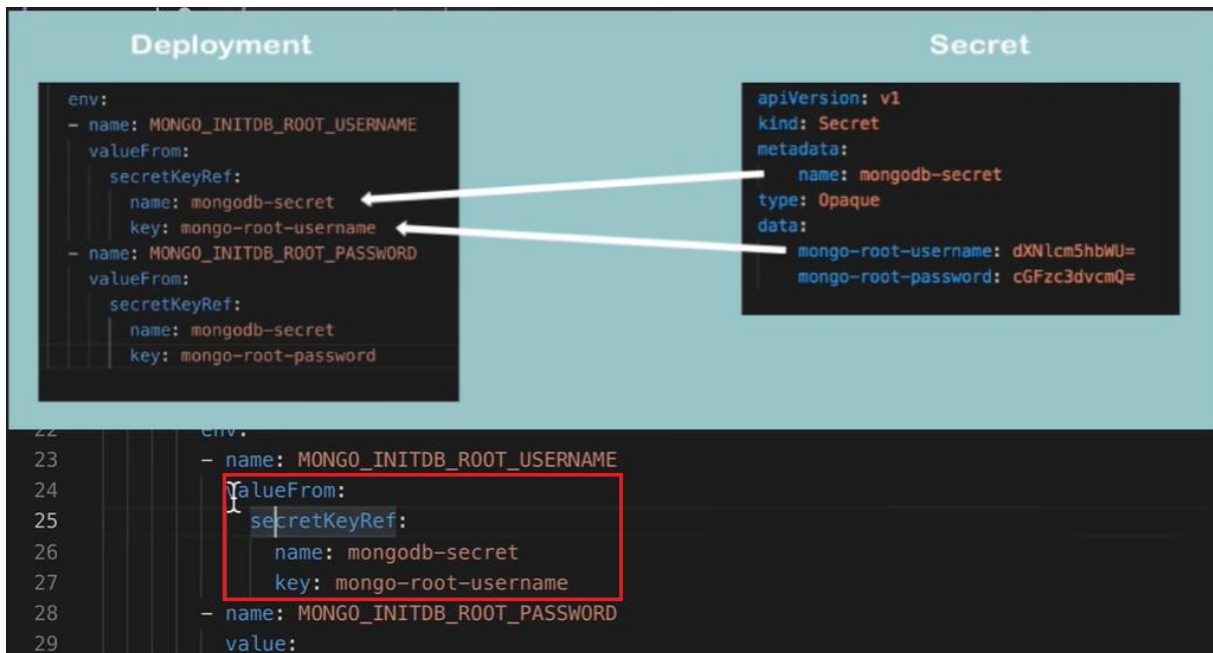 Deployment
env:
- name: MONGO_INITDB_ROOT_USERNAME
valueFrom:
secretKeyRef:
name: mongodb-secret
key: mongo-root-username
- name: MONGO_INITDB_ROOT_PASSWORD
valueFrom:
secretKeyRef:
name: mongodb-secret
key: mongo-root-password
Secret
apiVersion: v1
kind: Secret
metadata:
name: mongodb-secret
type: Opaque
data:
mongo-root-username: dXNlcm5hbWU=
mongo-root-password: cGFzc3dvcmQ=
22 env:
23 - name: MONGO_INITDB_ROOT_USERNAME
24 valueFrom:
25 secretKeyRef:
26 name: mongodb-secret
27 key: mongo-root-username
28 - name: MONGO_INITDB_ROOT_PASSWORD
29 value: